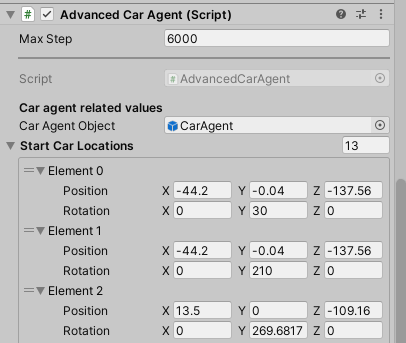 Advanced Car Agent (Script)
Max Step 6000
Script # AdvancedCarAgent
Car agent related values
Car Agent Object CarAgent
Start Car Locations 13
Element 0
Position X -44.2 Y -0.04 Z -137.56
Rotation X 0 Y 30 Z 0
Element 1
Position X -44.2 Y -0.04 Z -137.56
Rotation X 0 Y 210 Z 0
Element 2
Position X 13.5 Y 0 Z -109.16
Rotation X 0 Y 269.6817 Z 0